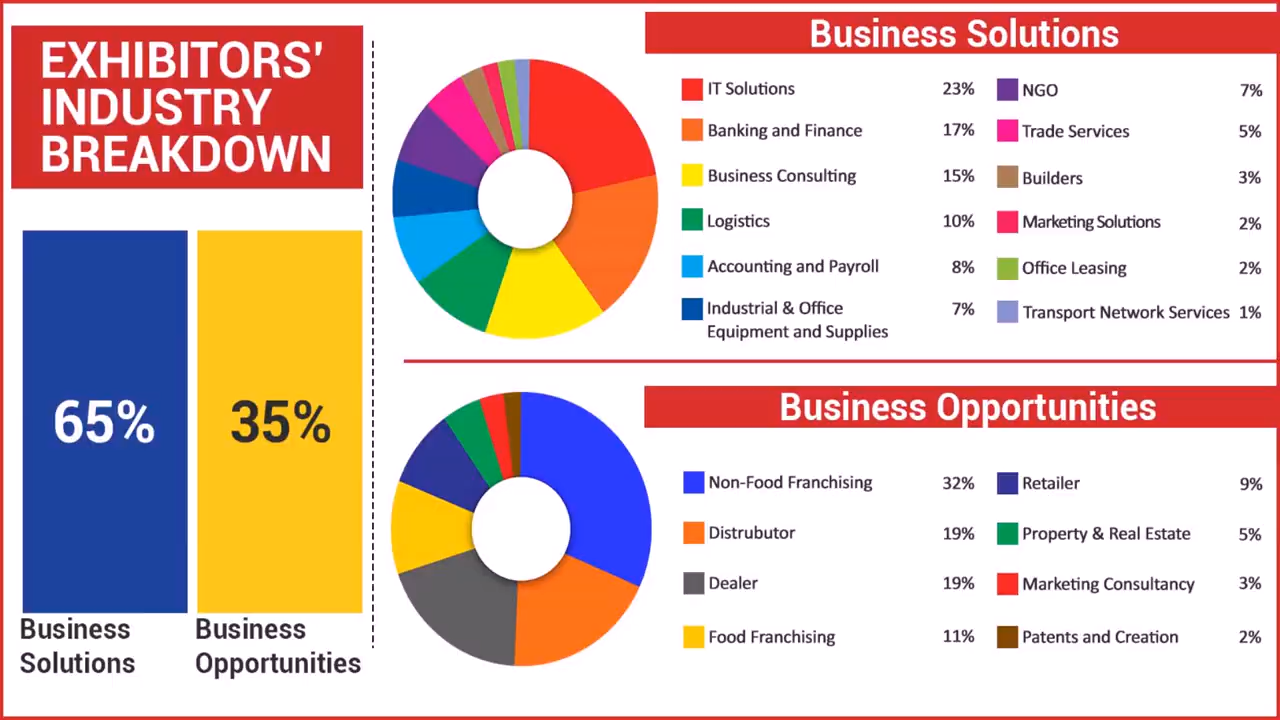 EXHIBITORS'
INDUSTRY
BREAKDOWN
65%
35%
Business
Solutions
Business
Opportunities
Business Solutions
IT Solutions 23%
Banking and Finance 17%
Business Consulting 15%
Logistics 10%
Accounting and Payroll 8%
Industrial & Office 7%
Equipment and Supplies
NGO 7%
Trade Services 5%
Builders 3%
Marketing Solutions 2%
Office Leasing 2%
Transport Network Services 1%
Business Opportunities
Non-Food Franchising 32%
Distrubutor 19%
Dealer 19%
Food Franchising 11%
Retailer 9%
Property & Real Estate 5%
Marketing Consultancy 3%
Patents and Creation 2%